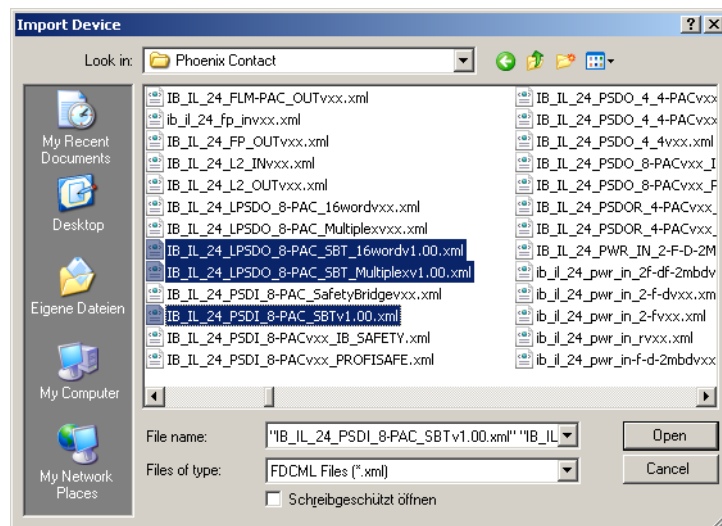 Import Device
Look in: Phoenix Contact
My Recent
Documents
Desktop
Eigene Dateien
My Computer
My Network
Places
IB_IL_24_FLM-PAC_OUTvxx.xml
ib_il_24_fp_invxx.xml
IB_IL_24_FP_OUTvxx.xml
IB_IL_24_L2_INvxx.xml
IB_IL_24_L2_OUTvxx.xml
IB_IL_24_LPSDO_8-PAC_16wordvxx.xml
IB_IL_24_LPSDO_8-PAC_Multiplexvxxx.xml
IB_IL_24_LPSDO_8-PAC_SBT_16wordv1.00.xml
IB_IL_24_LPSDO_8-PAC_SBT_Multiplexv1.00.xml
IB_IL_24_PSDI_8-PAC_SafetyBridgevxx.xml
IB_IL_24_PSDI_8-PAC_SBTv1.00.xml
IB_IL_24_PSDI_8-PACvxx_IB_SAFETY.xml
IB_IL_24_PSDI_8-PACvxx_PROFISAFE.xml
IB_IL_24_PSDO_4_4-PACvxx
IB_IL_24_PSDO_4_4-PACvxx
IB_IL_24_PSDO_4_4vxx.xml
IB_IL_24_PSDO_8-PACvxx_I
IB_IL_24_PSDO_8-PACvxx_F
IB_IL_24_PSDOR_4-PACvxx_
IB_IL_24_PSDOR_4-PACvxx_
IB_IL_24_PWR_IN_2-F-D-2M
ib_il_24_pwr_in_2f-df-2mbdv
ib_il_24_pwr_in_2-f-dvxx.xm
ib_il_24_pwr_in_2-fvxx.xml
ib_il_24_pwr_in_rvxx.xml
ib_il_24_pwr_in-f-d-2mbdvxx
File name: "IB_IL_24_PSDI_8-PAC_SBTv1.00.xml" "IB_IL Open
Files of type: FDCML Files (*.xml) Cancel
Schreibgeschützt öffnen